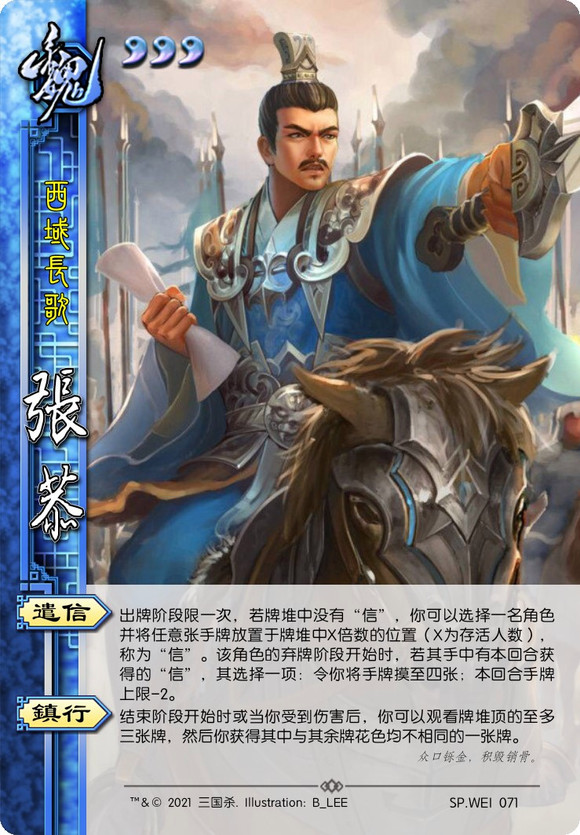 魏
西域長歌
張恭
遣信
出牌阶段限一次，若牌堆中没有“信”，你可以选择一名角色
并将任意张手牌放置于牌堆中X倍数的位置（X为存活人数），
称为“信”。该角色的弃牌阶段开始时，若其手中有本回合获
得的“信”，其选择一项：令你将手牌摸至四张；本回合手牌
上限-2。
鎮行
结束阶段开始时或当你受到伤害后，你可以观看牌堆顶的至多
三张牌，然后你获得其中与其余牌花色均不相同的一张牌。
众口铄金，积毁销骨。
™&© 2021 三国杀. Illustration: B_LEE
SP.WEI 071